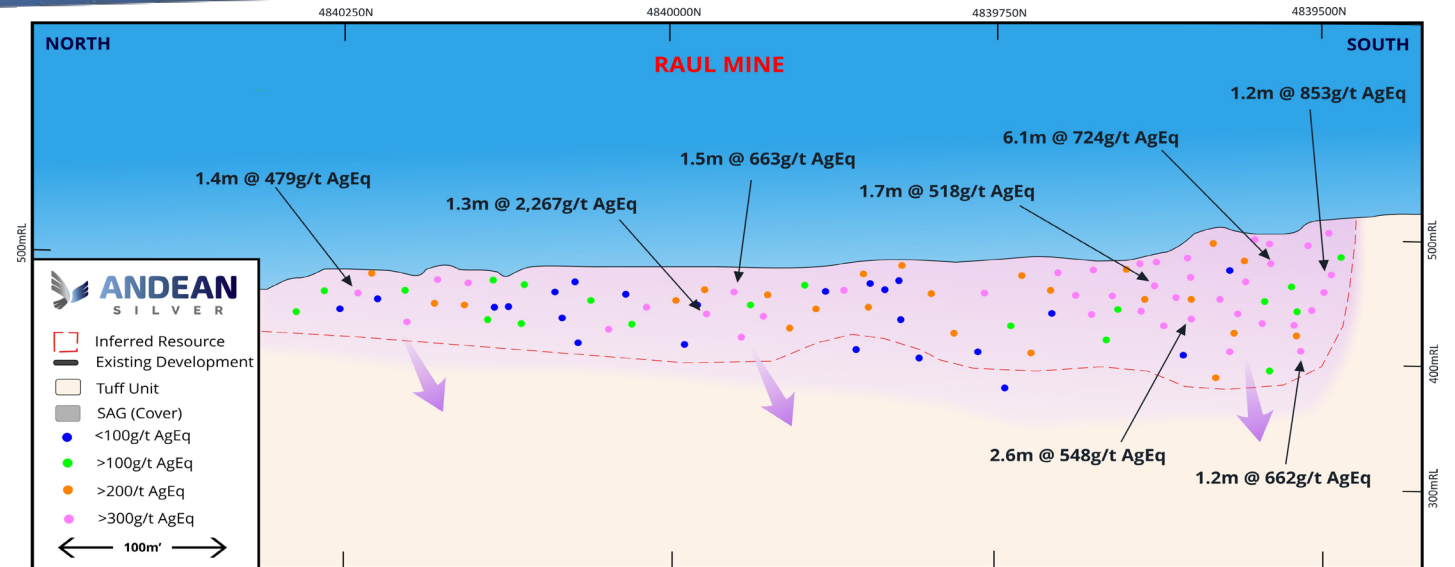 4840250N
4840000N
4839750N
4839500N
NORTH
RAUL MINE
SOUTH
1.2m @ 853g/t AgEq
6.1m @ 724g/t AgEq
1.5m @ 663g/t AgEq
1.4m @ 479g/t AgEq
1.7m @ 518g/t AgEq
1.3m @ 2,267g/t AgEq
500mRL
500mRL
400mRL
300mRL
2.6m @ 548g/t AgEq
1.2m @ 662g/t AgEq
ANDEAN
SILVER
Inferred Resource
Existing Development
Tuff Unit
SAG (Cover)
<100g/t AgEq
>100g/t AgEq
>200/t AgEq
>300g/t AgEq
100m'